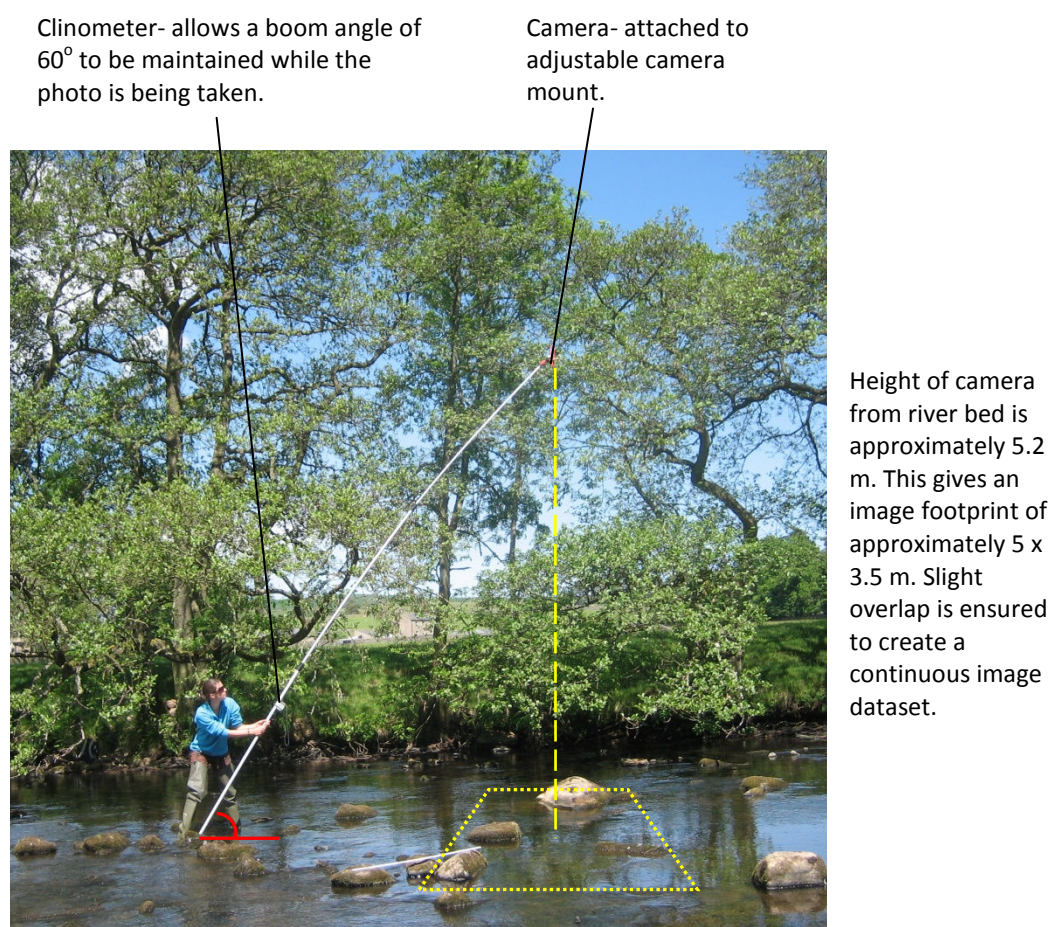 Clinometer- allows a boom angle of
60° to be maintained while the
photo is being taken.
Camera- attached to
adjustable camera
mount.
Height of camera
from river bed is
approximately 5.2
m. This gives an
image footprint of
approximately 5 x
3.5 m. Slight
overlap is ensured
to create a
continuous image
dataset.